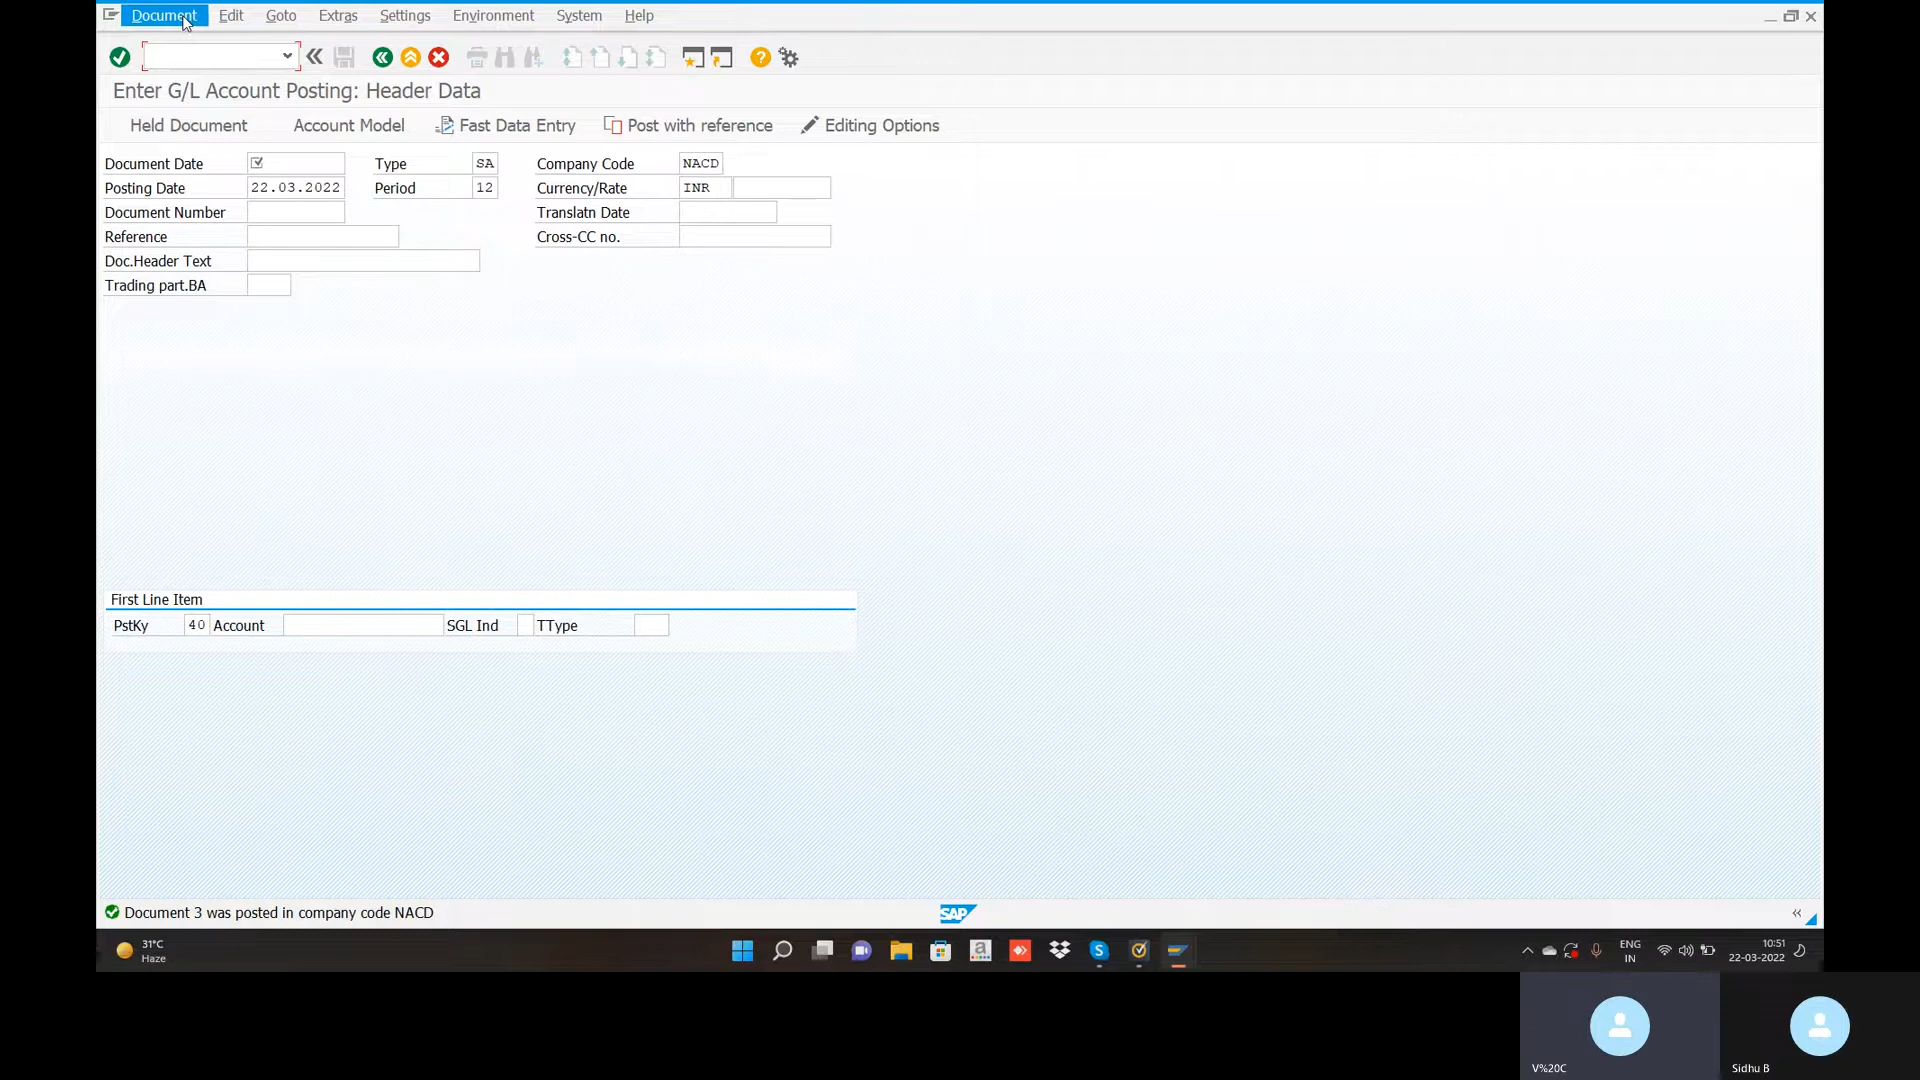 Document Edit Goto Extras Settings Environment System Help
Enter G/L Account Posting: Header Data
Held Document Account Model Fast Data Entry Post with reference Editing Options
Document Date Type SA Company Code NACD
Posting Date 22.03.2022 Period 12 Currency/Rate INR
Document Number Translatn Date
Reference Cross-CC no.
Doc.Header Text
Trading part.BA
First Line Item
PstKy 40 Account SGL Ind TType
Document 3 was posted in company code NACD
SAP
31°C
Haze
ENG
IN
10:51
22-03-2022
V%20C
Sidhu B